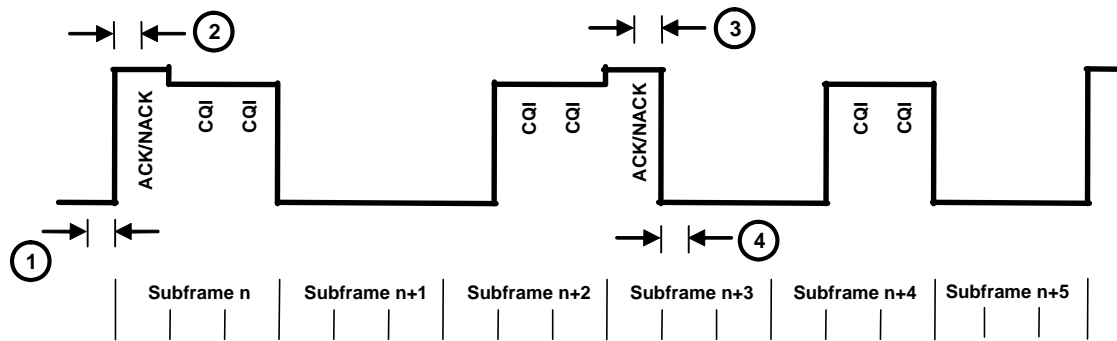 2
3
ACK/NACK
CQI
CQI
CQI
CQI
ACK/NACK
CQI
CQI
1
4
Subframe n
Subframe n+1
Subframe n+2
Subframe n+3
Subframe n+4
Subframe n+5